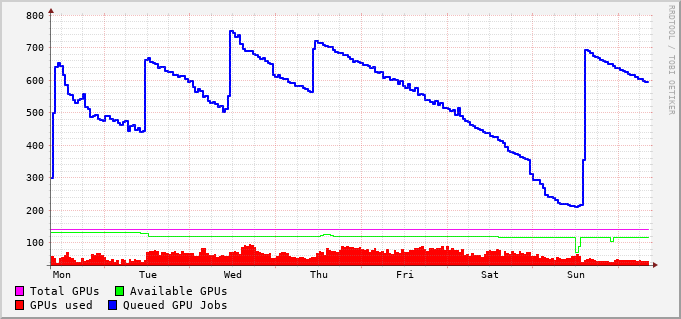 800
700
600
500
400
300
200
100
Mon Tue Wed Thu Fri Sat Sun
Total GPUs Available GPUs
GPUs used Queued GPU Jobs
RRDTOOL / TOBI OETIKER